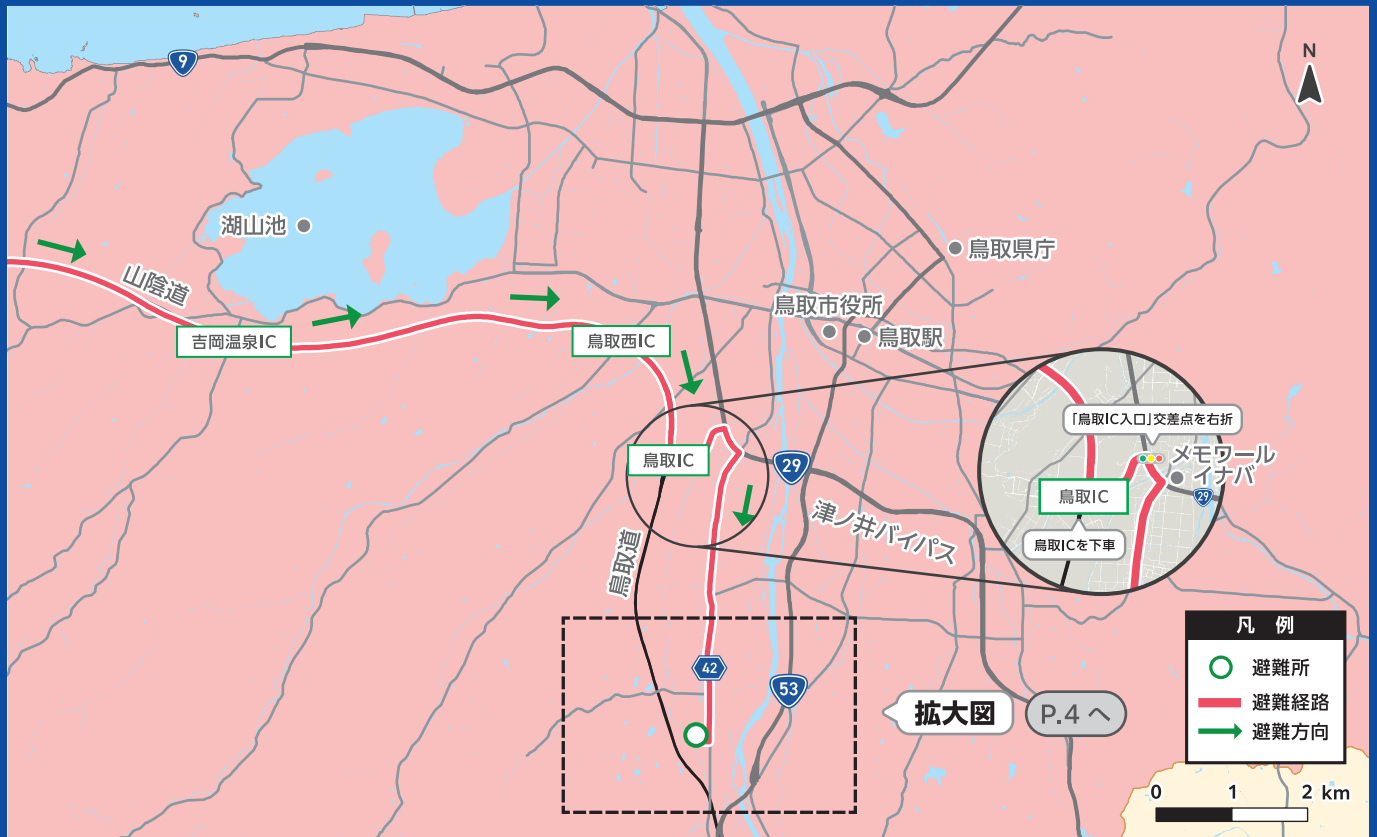 9
N
湖山池
鳥取県庁
山陰道
鳥取市役所
鳥取駅
吉岡温泉IC
鳥取西IC
「鳥取IC入口」交差点を右折
メモワール
イナバ
鳥取IC
29
鳥取IC
29
鳥取ICを下車
津ノ井バイパス
鳥取道
42
53
拡大図
P.4 へ
凡 例
避難所
避難経路
避難方向
0 1 2 km